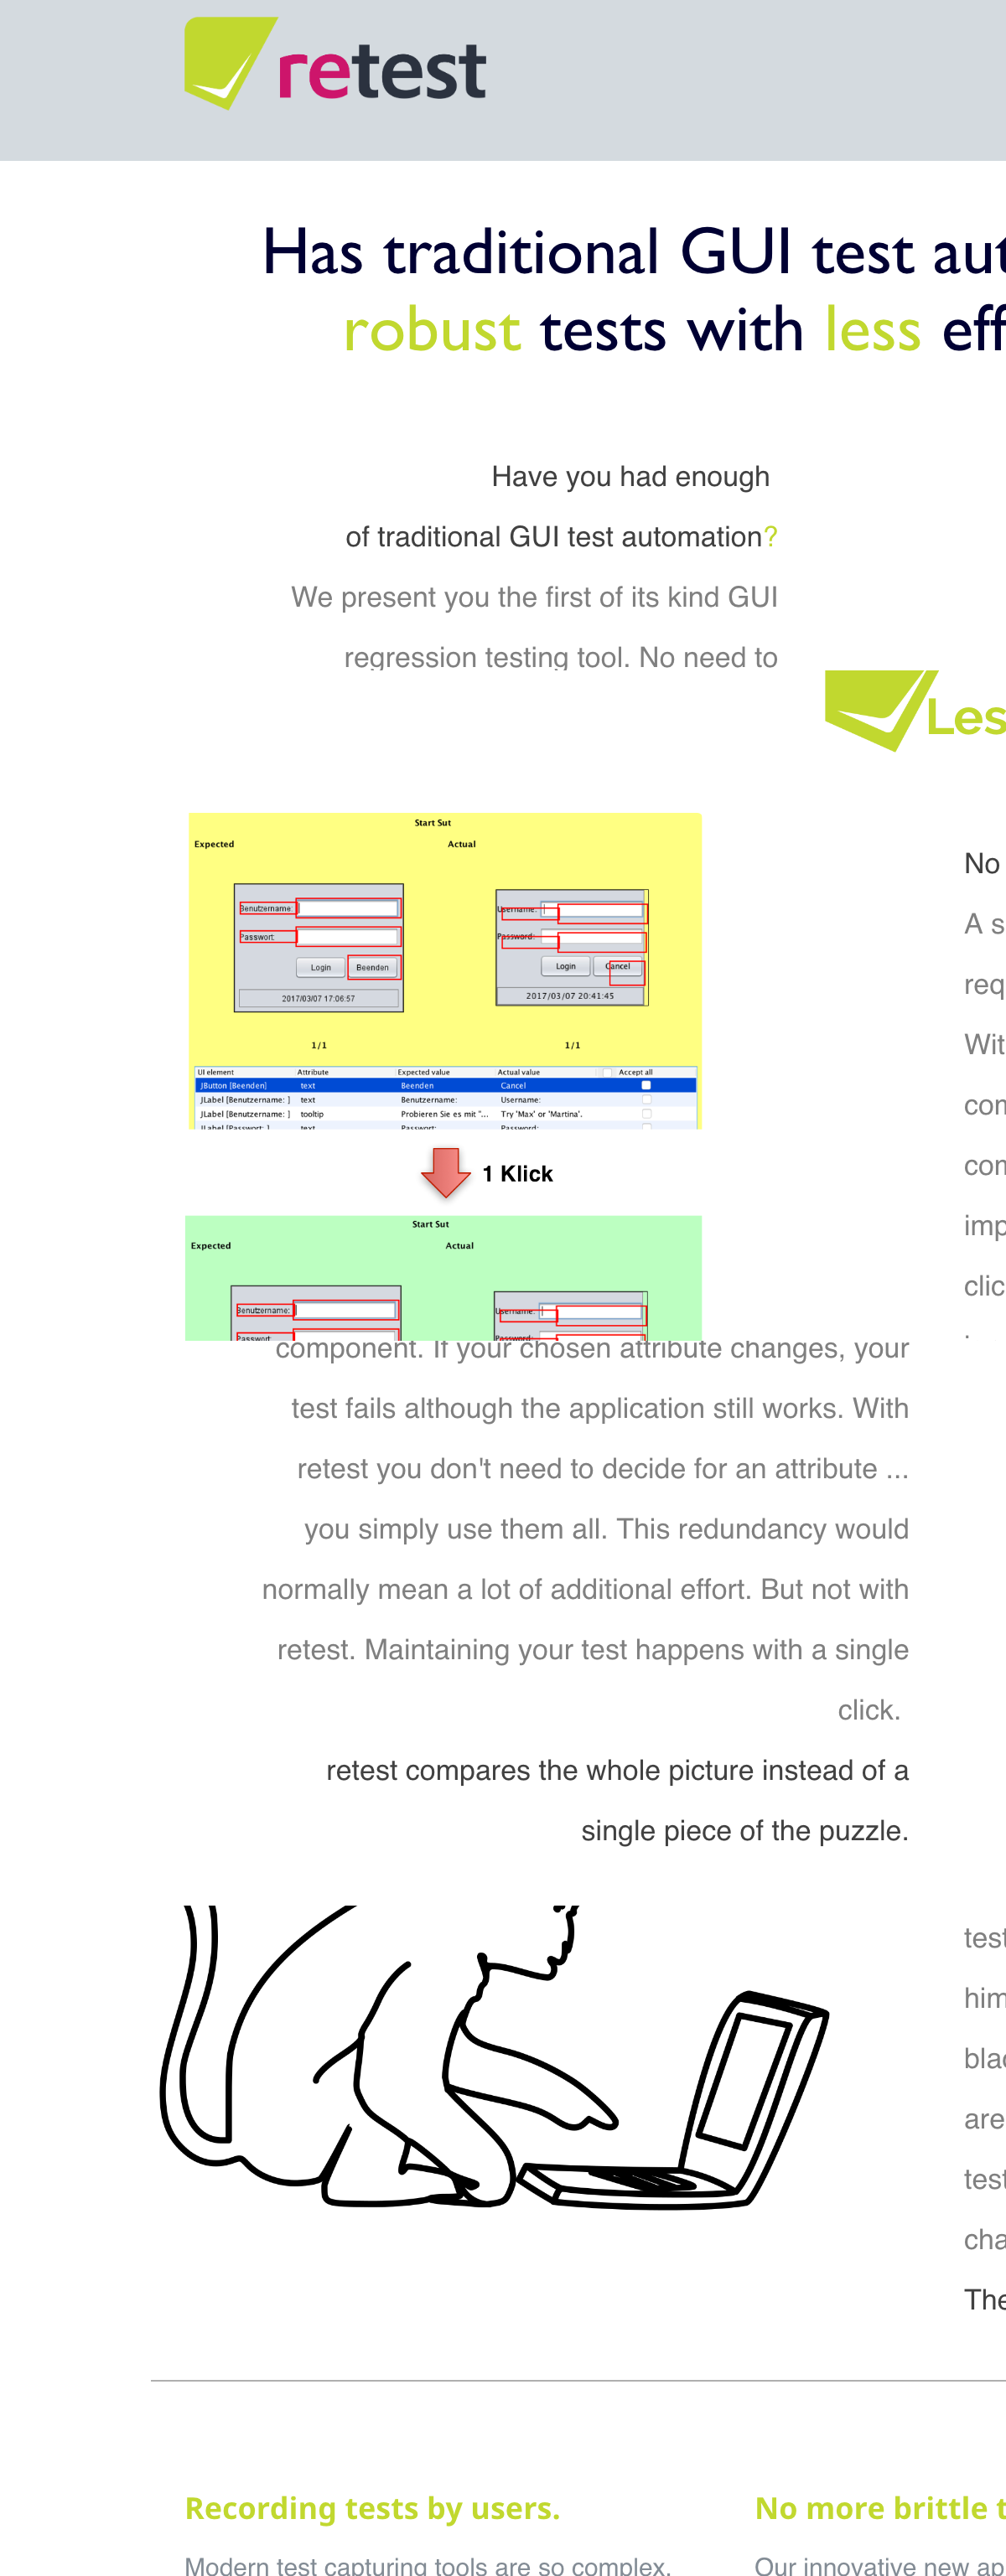 retest
Has traditional GUI test aut
robust tests with less eff
Have you had enough
of traditional GUI test automation?
We present you the first of its kind GUI
regression testing tool. No need to
Les
Start Sut
Expected Actual
Benutzername: Username:
Passwort: Password:
Login Beenden Login Cancel
2017/03/07 17:06:57 2017/03/07 20:41:45
1/1 1/1
UI element Attribute Expected value Actual value Accept all
JButton [Beenden] text Beenden Cancel
JLabel [Benutzername: ] text Benutzername: Username:
JLabel [Benutzername: ] tooltip Probieren Sie es mit "... Try 'Max' or 'Martina'.
JLabel [Passwort: ] text Passwort: Password:
1 Klick
Start Sut
Expected Actual
Benutzername: Username:
Passwort: Password:
No
A s
req
Wit
con
con
imp
clic
.
component. If your chosen attribute changes, your
test fails although the application still works. With
retest you don't need to decide for an attribute ...
you simply use them all. This redundancy would
normally mean a lot of additional effort. But not with
retest. Maintaining your test happens with a single
click.
retest compares the whole picture instead of a
single piece of the puzzle.
test
him
blac
are
test
cha
The
Recording tests by users.
Modern test capturing tools are so complex,
No more brittle t
Our innovative new ap